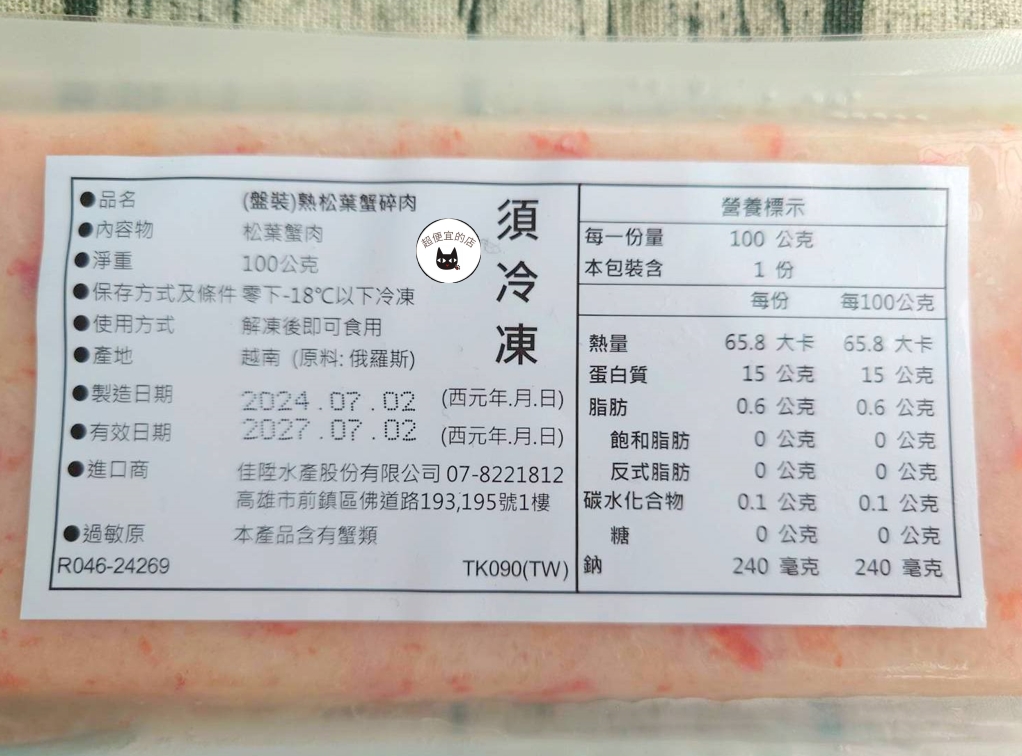 ●品名 (盤裝)熟松葉蟹碎肉
●內容物 松葉蟹肉
●淨重 100公克
●保存方式及條件 零下-18℃以下冷凍
●使用方式 解凍後即可食用
●產地 越南 (原料: 俄羅斯)
●製造日期 2024.07.02 (西元年.月.日)
●有效日期 2027.07.02 (西元年.月.日)
●進口商 佳陞水產股份有限公司 07-8221812
高雄市前鎮區佛道路193,195號1樓
●過敏原 本產品含有蟹類
R046-24269 TK090(TW)
超便宜的店
須冷凍
營養標示
每一份量 100 公克
本包裝含 1 份
每份 每100公克
熱量 65.8 大卡 65.8 大卡
蛋白質 15 公克 15 公克
脂肪 0.6 公克 0.6 公克
飽和脂肪 0 公克 0 公克
反式脂肪 0 公克 0 公克
碳水化合物 0.1 公克 0.1 公克
糖 0 公克 0 公克
鈉 240 毫克 240 毫克